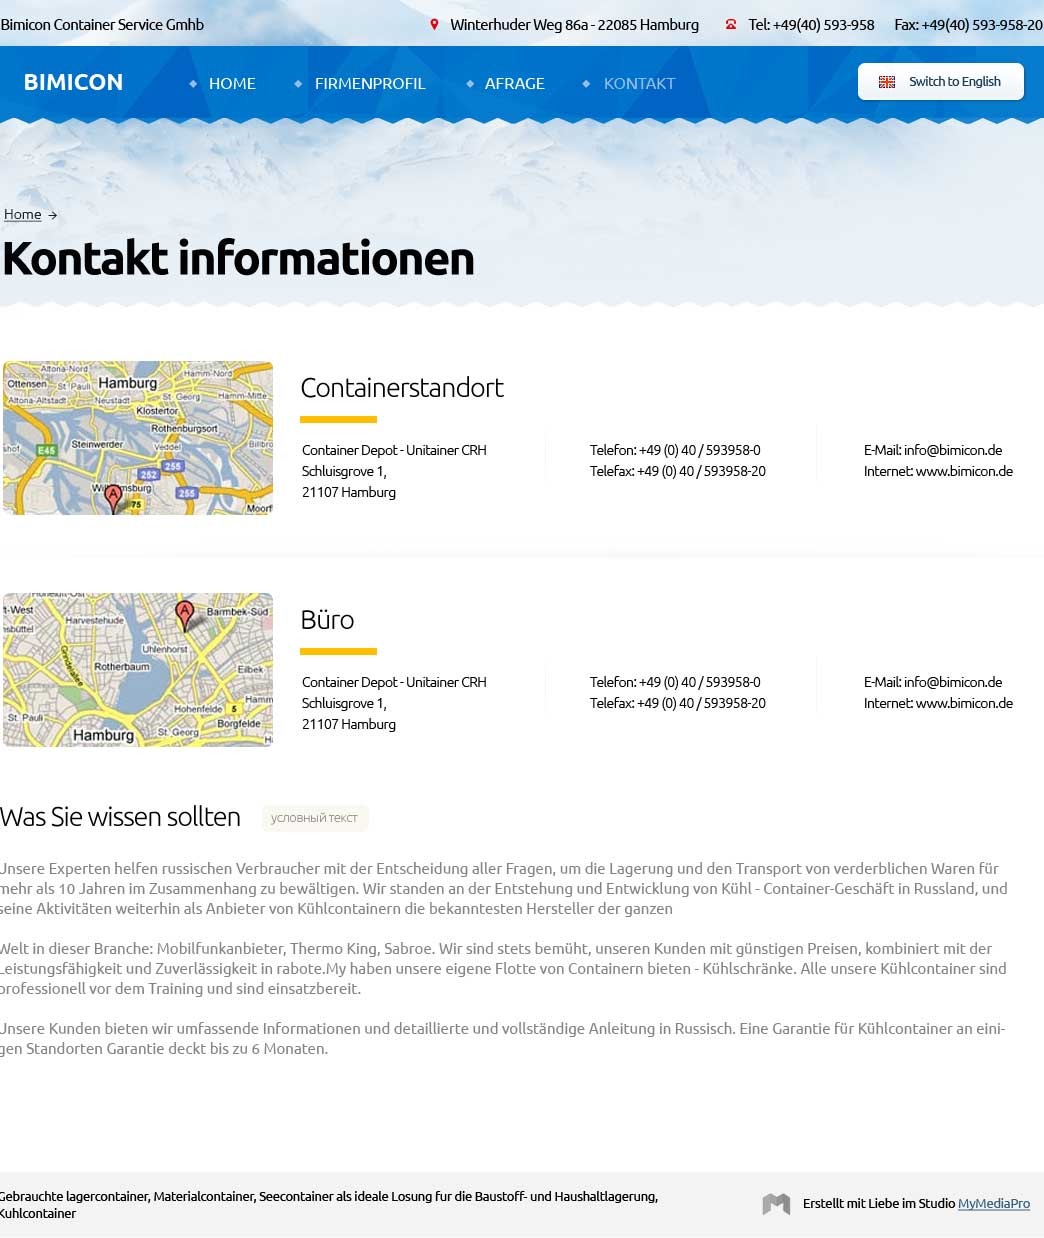 Bimicon Container Service Gmhb
Winterhuder Weg 86a - 22085 Hamburg
Tel: +49(40) 593-958
Fax: +49(40) 593-958-20
BIMICON
HOME
FIRMENPROFIL
AFRAGE
KONTAKT
Switch to English
Home →
Kontakt informationen
Altona-Nord
Hamm-Nord
Ottensen
St Pauli
Hamburg
St. Georg
Altona-Altstadt
Neustadt
Hamm-Mitte
Klostertor
Rothenburgsort
Steinwerder
Veddel
Billbro
E45
255
252
255
A
75
Containerstandort
Container Depot - Unitainer CRH
Schluisgrove 1,
21107 Hamburg
Telefon: +49 (0) 40 / 593958-0
Telefax: +49 (0) 40 / 593958-20
E-Mail: info@bimicon.de
Internet: www.bimicon.de
A
Barmbek-Süd
Harvestehude
Uhlenhorst
Rotherbaum
Grindelallee
Eilbek
Hohenfelde
5
Hamm
St. Pauli
Borgfelde
Hamburg
St.Georg
Büro
Container Depot - Unitainer CRH
Schluisgrove 1,
21107 Hamburg
Telefon: +49 (0) 40 / 593958-0
Telefax: +49 (0) 40 / 593958-20
E-Mail: info@bimicon.de
Internet: www.bimicon.de
Was Sie wissen sollten
условный текст
Unsere Experten helfen russischen Verbraucher mit der Entscheidung aller Fragen, um die Lagerung und den Transport von verderblichen Waren für
mehr als 10 Jahren im Zusammenhang zu bewältigen. Wir standen an der Entstehung und Entwicklung von Kühl - Container-Geschäft in Russland, und
seine Aktivitäten weiterhin als Anbieter von Kühlcontainern die bekanntesten Hersteller der ganzen
Welt in dieser Branche: Mobilfunkanbieter, Thermo King, Sabroe. Wir sind stets bemüht, unseren Kunden mit günstigen Preisen, kombiniert mit der
Leistungsfähigkeit und Zuverlässigkeit in rabote.My haben unsere eigene Flotte von Containern bieten - Kühlschränke. Alle unsere Kühlcontainer sind
professionell vor dem Training und sind einsatzbereit.
Unsere Kunden bieten wir umfassende Informationen und detaillierte und vollständige Anleitung in Russisch. Eine Garantie für Kühlcontainer an eini-
gen Standorten Garantie deckt bis zu 6 Monaten.
Gebrauchte lagercontainer, Materialcontainer, Seecontainer als ideale Losung fur die Baustoff- und Haushaltlagerung,
Kuhlcontainer
Erstellt mit Liebe im Studio MyMediaPro